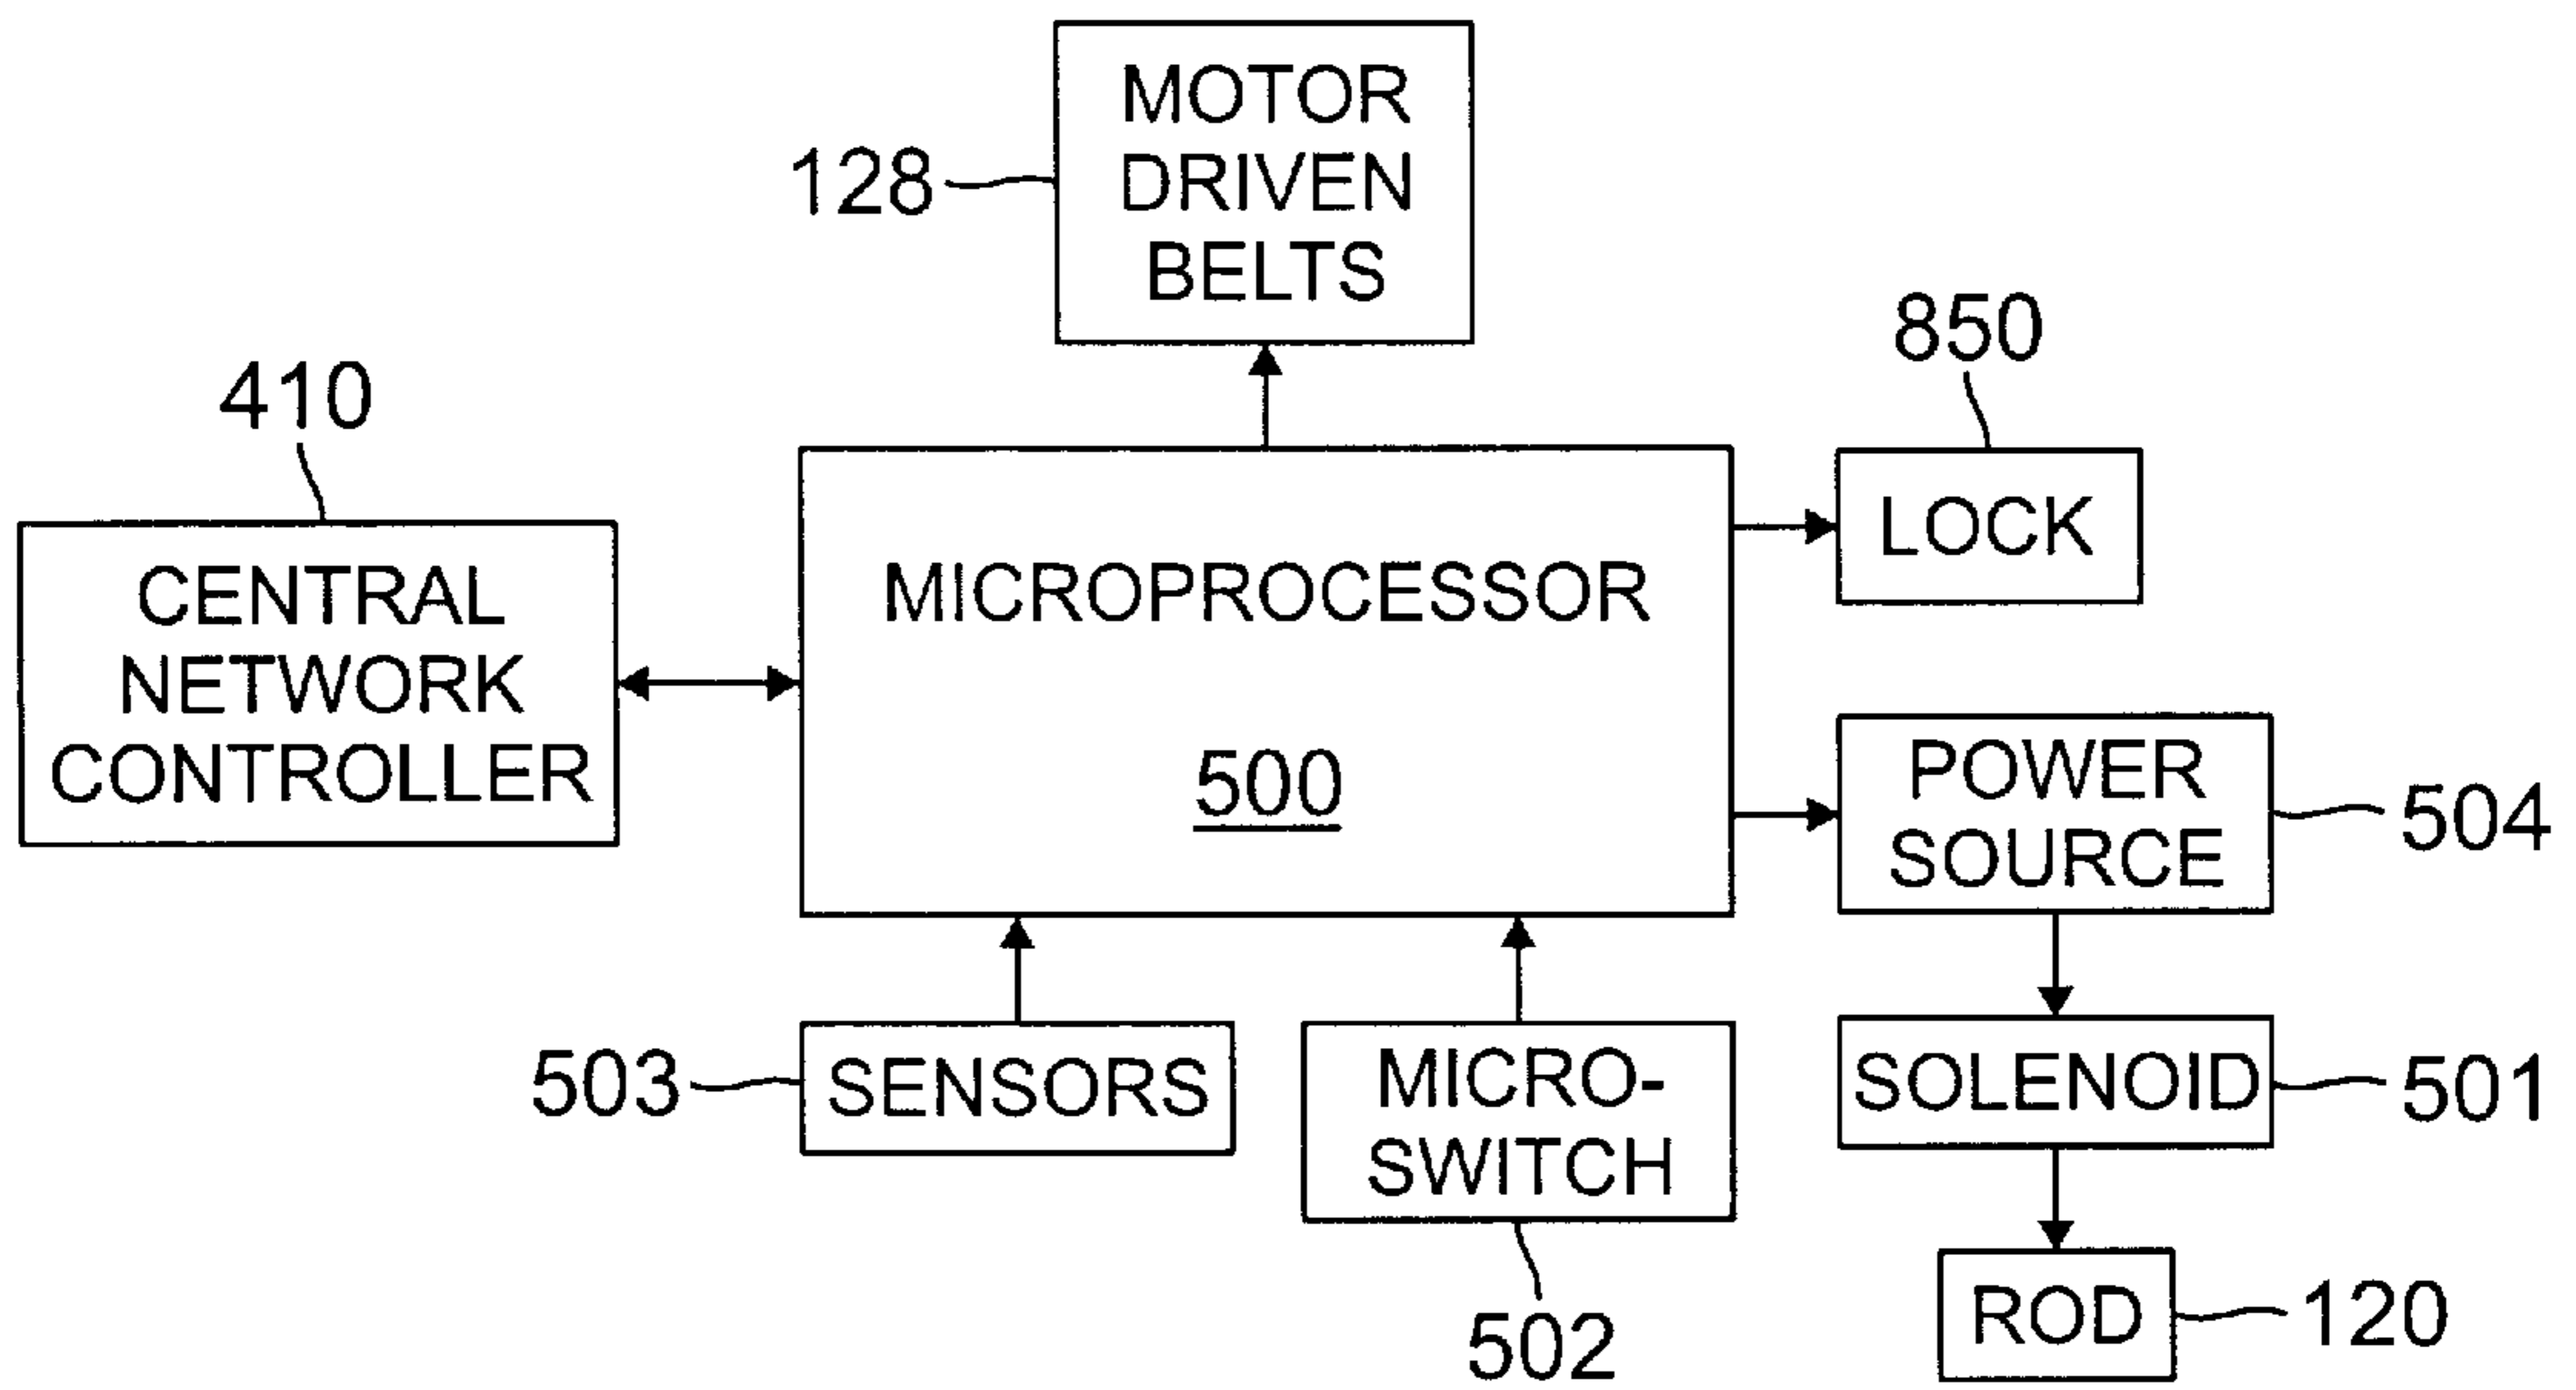 MOTOR
DRIVEN
BELTS
128
850
LOCK
410
CENTRAL
NETWORK
CONTROLLER
MICROPROCESSOR
500
POWER
SOURCE
504
503
SENSORS
MICRO-
SWITCH
502
SOLENOID
501
ROD
120